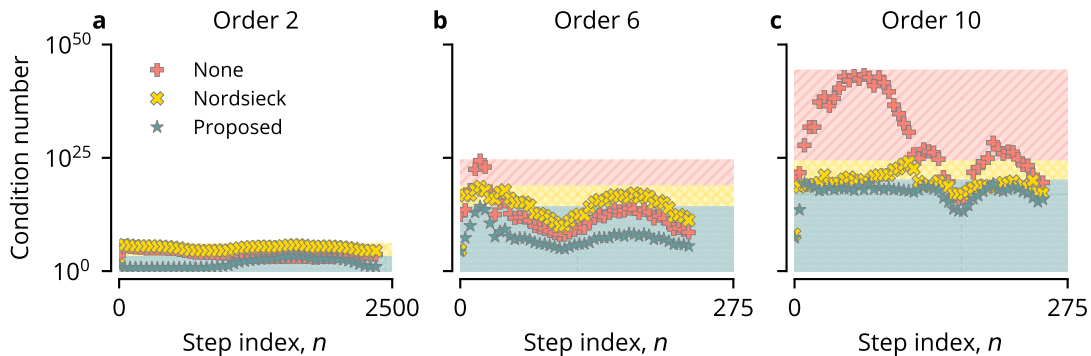 a Order 2
b Order 6
c Order 10
Condition number
10^50
10^25
10^0
None
Nordsieck
Proposed
0 2500
0 275
0 275
Step index, n
Step index, n
Step index, n